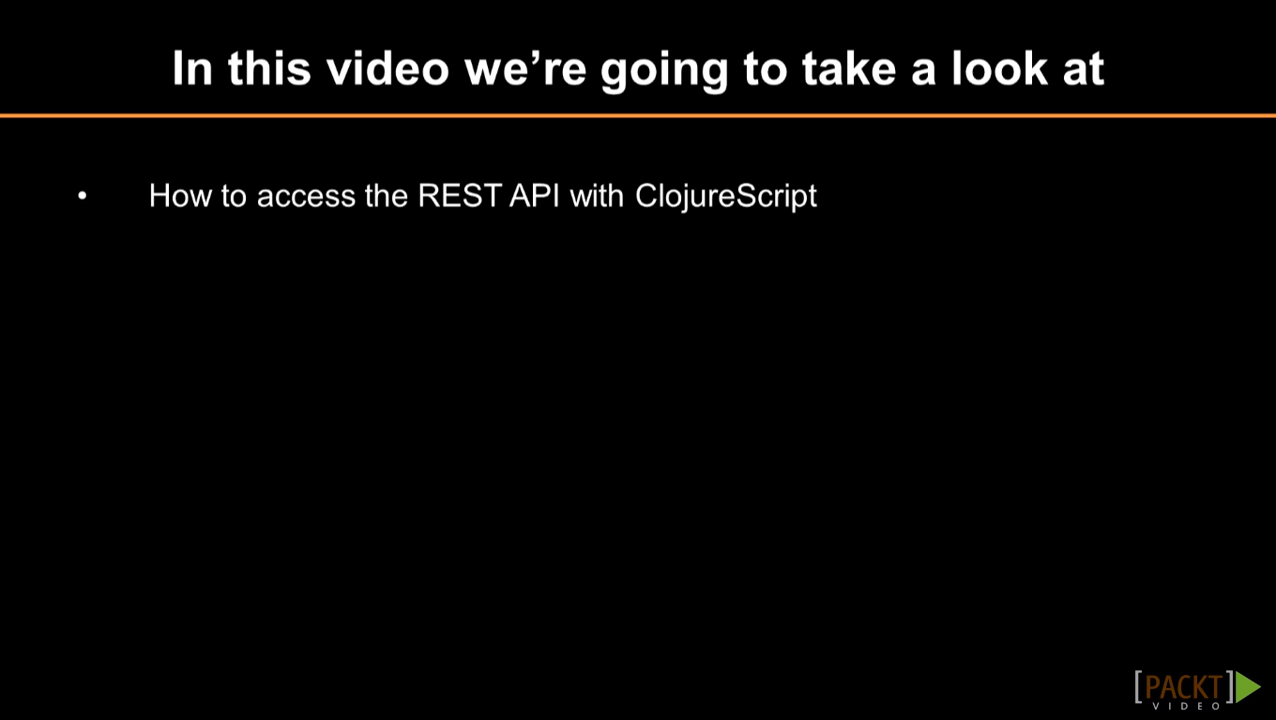 In this video we're going to take a look at
• How to access the REST API with ClojureScript
[PACKT]
VIDEO